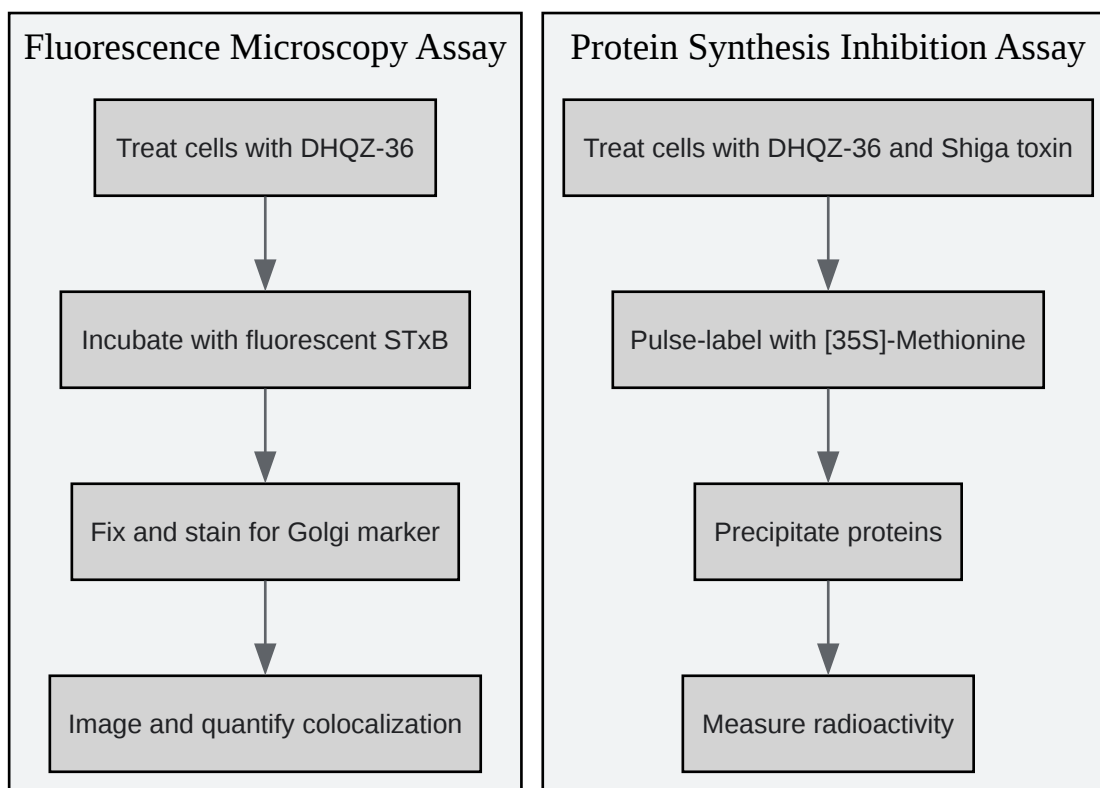 Fluorescence Microscopy Assay
Treat cells with DHQZ-36
Incubate with fluorescent STxB
Fix and stain for Golgi marker
Image and quantify colocalization
Protein Synthesis Inhibition Assay
Treat cells with DHQZ-36 and Shiga toxin
Pulse-label with [35S]-Methionine
Precipitate proteins
Measure radioactivity